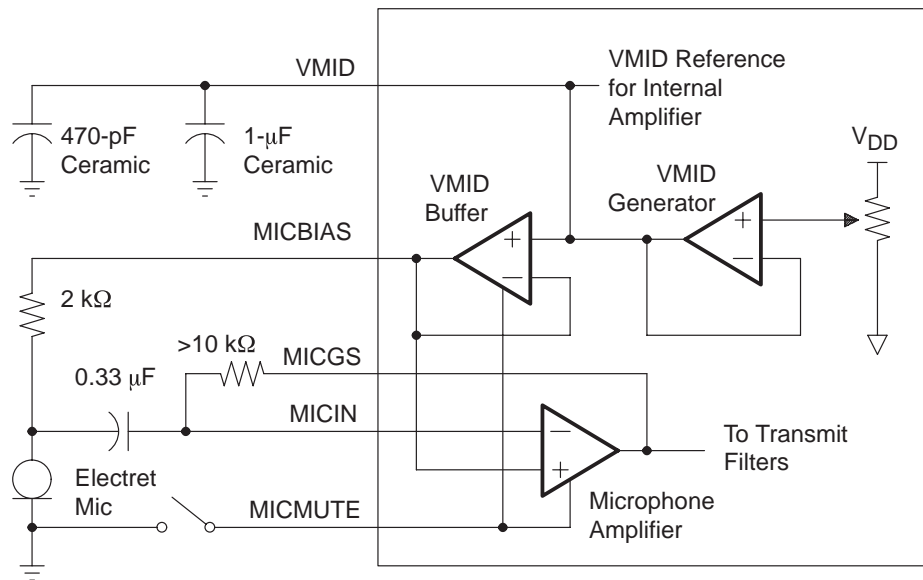 VMID
VMID Reference
for Internal
Amplifier
470-pF
Ceramic
1-μF
Ceramic
VDD
VMID
Buffer
VMID
Generator
MICBIAS
+
−
+
−
2 kΩ
>10 kΩ
MICGS
0.33 μF
MICIN
−
+
To Transmit
Filters
Electret
Mic
MICMUTE
Microphone
Amplifier